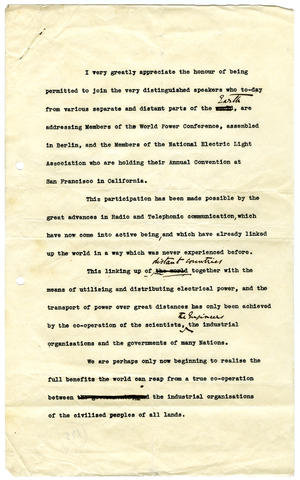 I very greatly appreciate the honour of being
permitted to join the very distinguished speakers who to-day
Earth
from various separate and distant parts of the, are
addressing Members of the World Power Conference, assembled
in Berlin, and the Members of the National Electric Light
Association who are holding their Annual Convention at
San Francisco in California.
This participation has been made possible by the
great advances in Radio and Telephonic communication, which
have now come into active being, and which have already linked
up the world in a way which was never experienced before.
distant countries
This linking up of the world together with the
means of utilising and distributing electrical power, and the
transport of power over great distances has only been achieved
the Engineers
by the co-operation of the scientists, the industrial
organisations and the governments of many Nations.
We are perhaps only now beginning to realise the
full benefits the world can reap from a true co-operation
between the industrial organisations
of the civilised peoples of all lands.